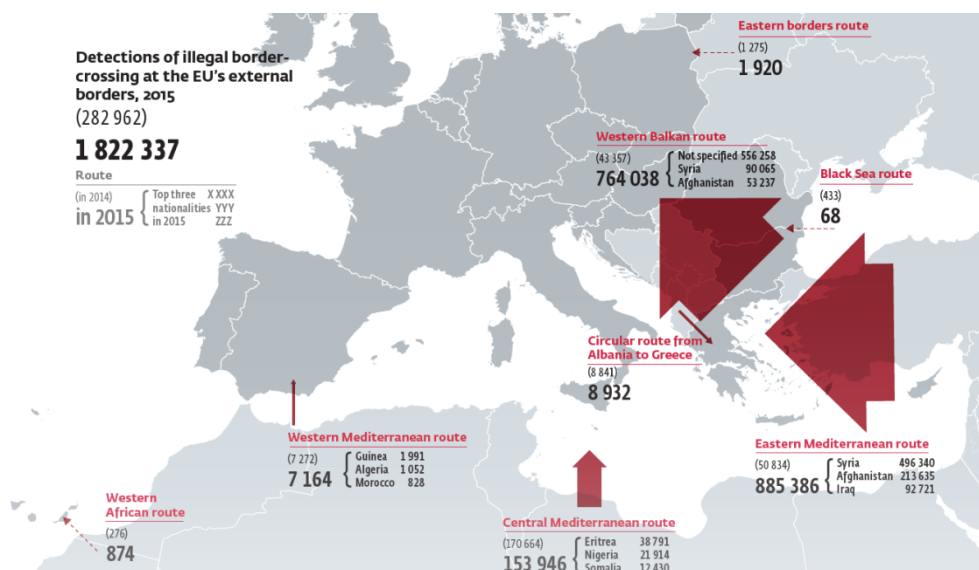 Detections of illegal border-
crossing at the EU's external
borders, 2015
(282 962)
1 822 337
Route
(in 2014)
in 2015
Top three X XXX
nationalities YYY
in 2015 ZZZ
Eastern borders route
(1 275)
1 920
Western Balkan route
(43 357)
764 038
Not specified 556 258
Syria 90 065
Afghanistan 53 237
Black Sea route
(433)
68
Circular route from
Albania to Greece
(8 841)
8 932
Western Mediterranean route
(7 272)
7 164
Guinea 1 991
Algeria 1 052
Morocco 828
Eastern Mediterranean route
(50 834)
885 386
Syria 496 340
Afghanistan 213 635
Iraq 92 721
Western
African route
(276)
874
Central Mediterranean route
(170 664)
153 946
Eritrea 38 791
Nigeria 21 914
Somalia 12 430